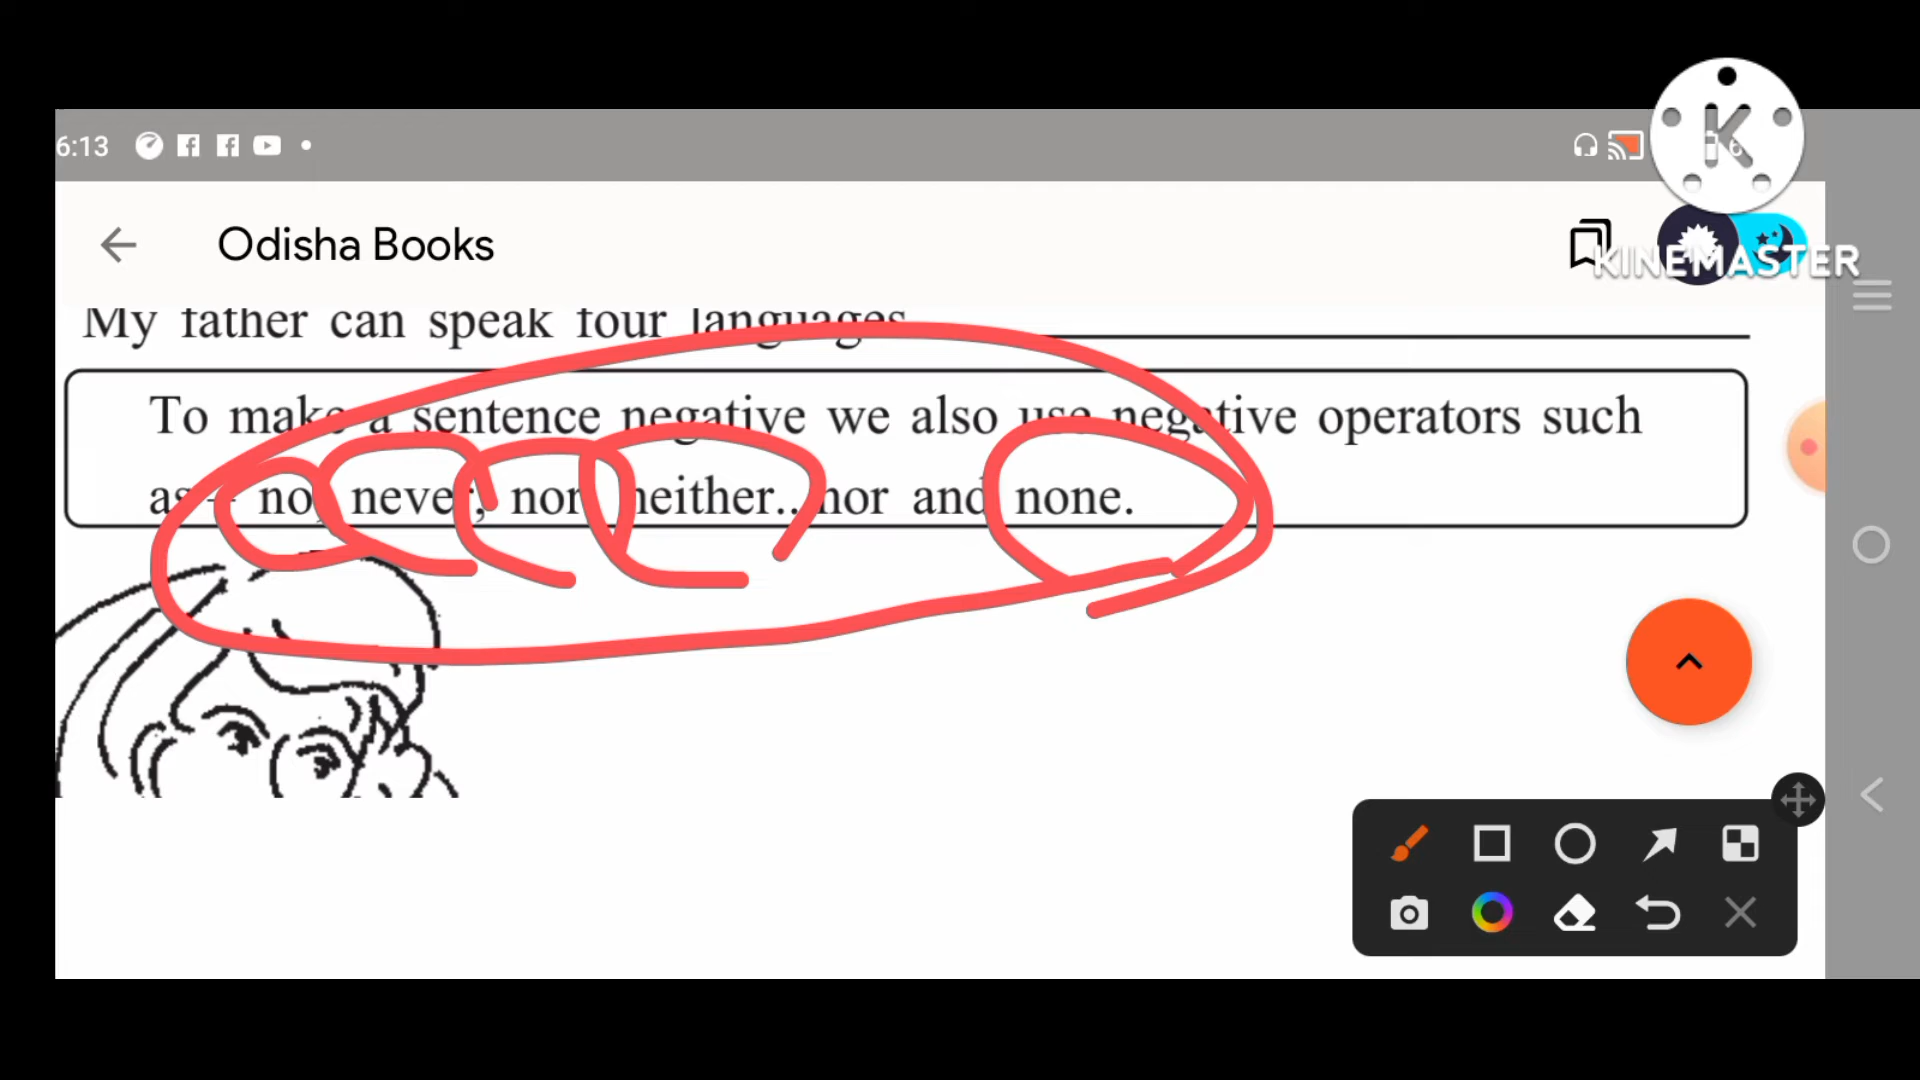 6:13
6
Odisha Books
KINEMASTER
My father can speak four languages
To make a sentence negative we also use negative operators such
as – no, never, nor neither.. nor and none.